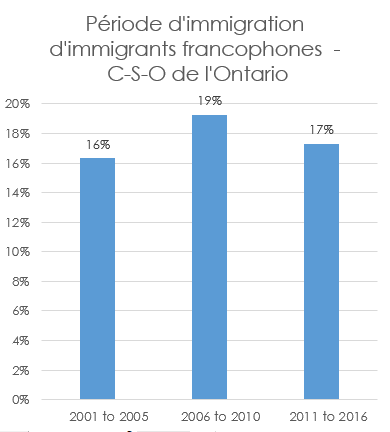 Période d'immigration
d'immigrants francophones -
C-S-O de l'Ontario
20%
18%
16%
14%
12%
10%
8%
6%
4%
2%
0%
16%
19%
17%
2001 to 2005
2006 to 2010
2011 to 2016